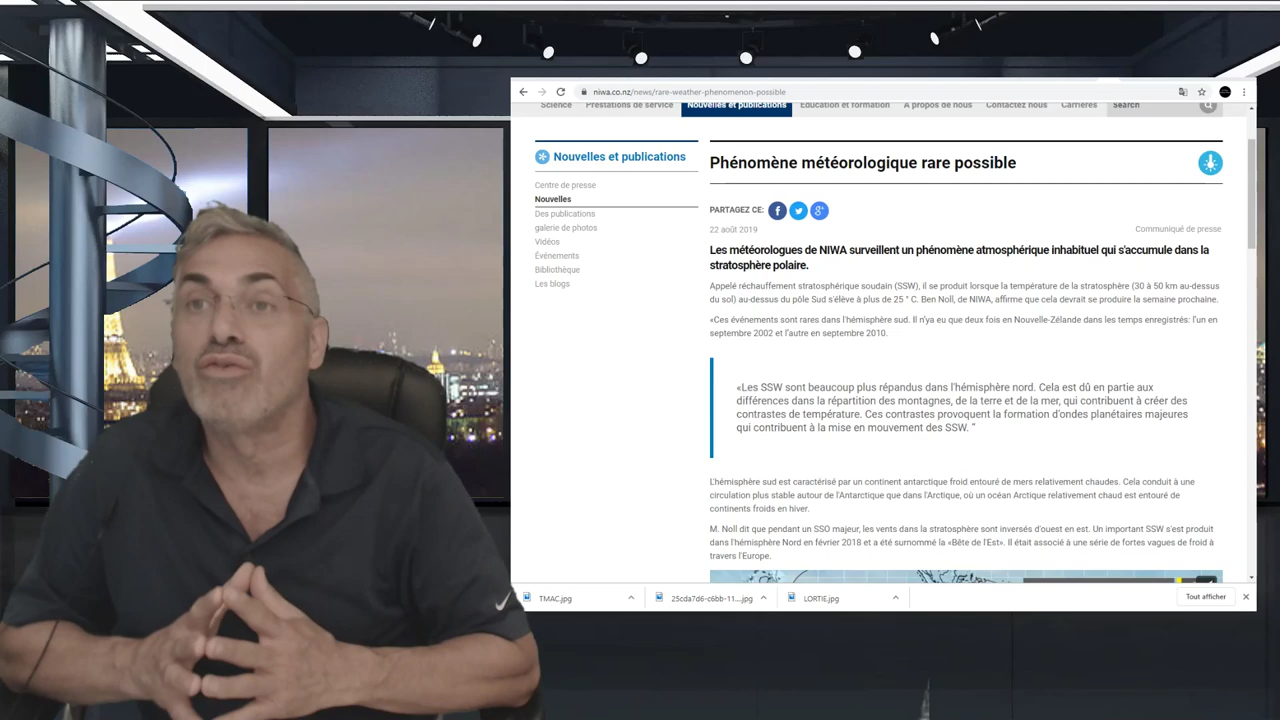 niwa.co.nz/news/rare-weather-phenomenon-possible
Science Prestations de service Nouvelles et publications Education et formation A propos de nous Contactez nous Carrières Search
Nouvelles et publications
Centre de presse
Nouvelles
Des publications
galerie de photos
Vidéos
Événements
Bibliothèque
Les blogs
Phénomène météorologique rare possible
PARTAGEZ CE:
22 août 2019 Communiqué de presse
Les météorologues de NIWA surveillent un phénomène atmosphérique inhabituel qui s'accumule dans la
stratosphère polaire.
Appelé réchauffement stratosphérique soudain (SSW), il se produit lorsque la température de la stratosphère (30 à 50 km au-dessus
du sol) au-dessus du pôle Sud s'élève à plus de 25 ° C. Ben Noll, de NIWA, affirme que cela devrait se produire la semaine prochaine.
«Ces événements sont rares dans l'hémisphère sud. Il n'ya eu que deux fois en Nouvelle-Zélande dans les temps enregistrés: l'un en
septembre 2002 et l'autre en septembre 2010.
«Les SSW sont beaucoup plus répandus dans l'hémisphère nord. Cela est dû en partie aux
différences dans la répartition des montagnes, de la terre et de la mer, qui contribuent à créer des
contrastes de température. Ces contrastes provoquent la formation d'ondes planétaires majeures
qui contribuent à la mise en mouvement des SSW. “
L'hémisphère sud est caractérisé par un continent antarctique froid entouré de mers relativement chaudes. Cela conduit à une
circulation plus stable autour de l'Antarctique que dans l'Arctique, où un océan Arctique relativement chaud est entouré de
continents froids en hiver.
M. Noll dit que pendant un SSO majeur, les vents dans la stratosphère sont inversés d'ouest en est. Un important SSW s'est produit
dans l'hémisphère Nord en février 2018 et a été surnommé la «Bête de l'Est». Il était associé à une série de fortes vagues de froid à
travers l'Europe.
TMAC.jpg 25cda7d6-c6bb-11....jpg LORTIE.jpg Tout afficher